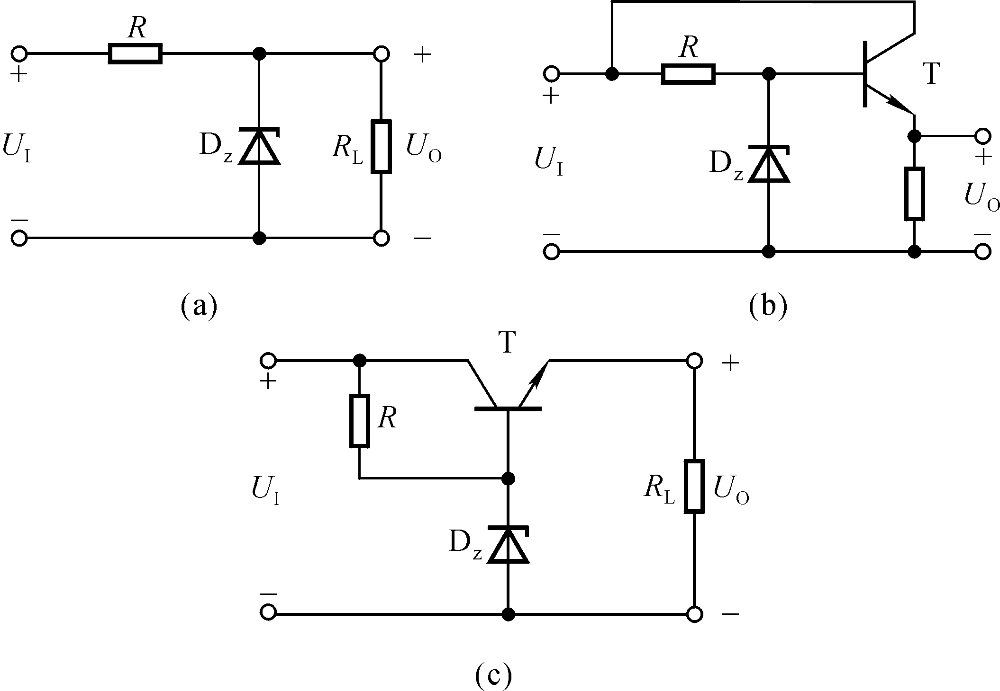 R
+
U_I
D_z
R_L
U_O
+
−
−
(a)
R
T
+
U_I
D_z
+
U_O
−
−
(b)
T
+
+
R
U_I
R_L
U_O
D_z
−
−
(c)